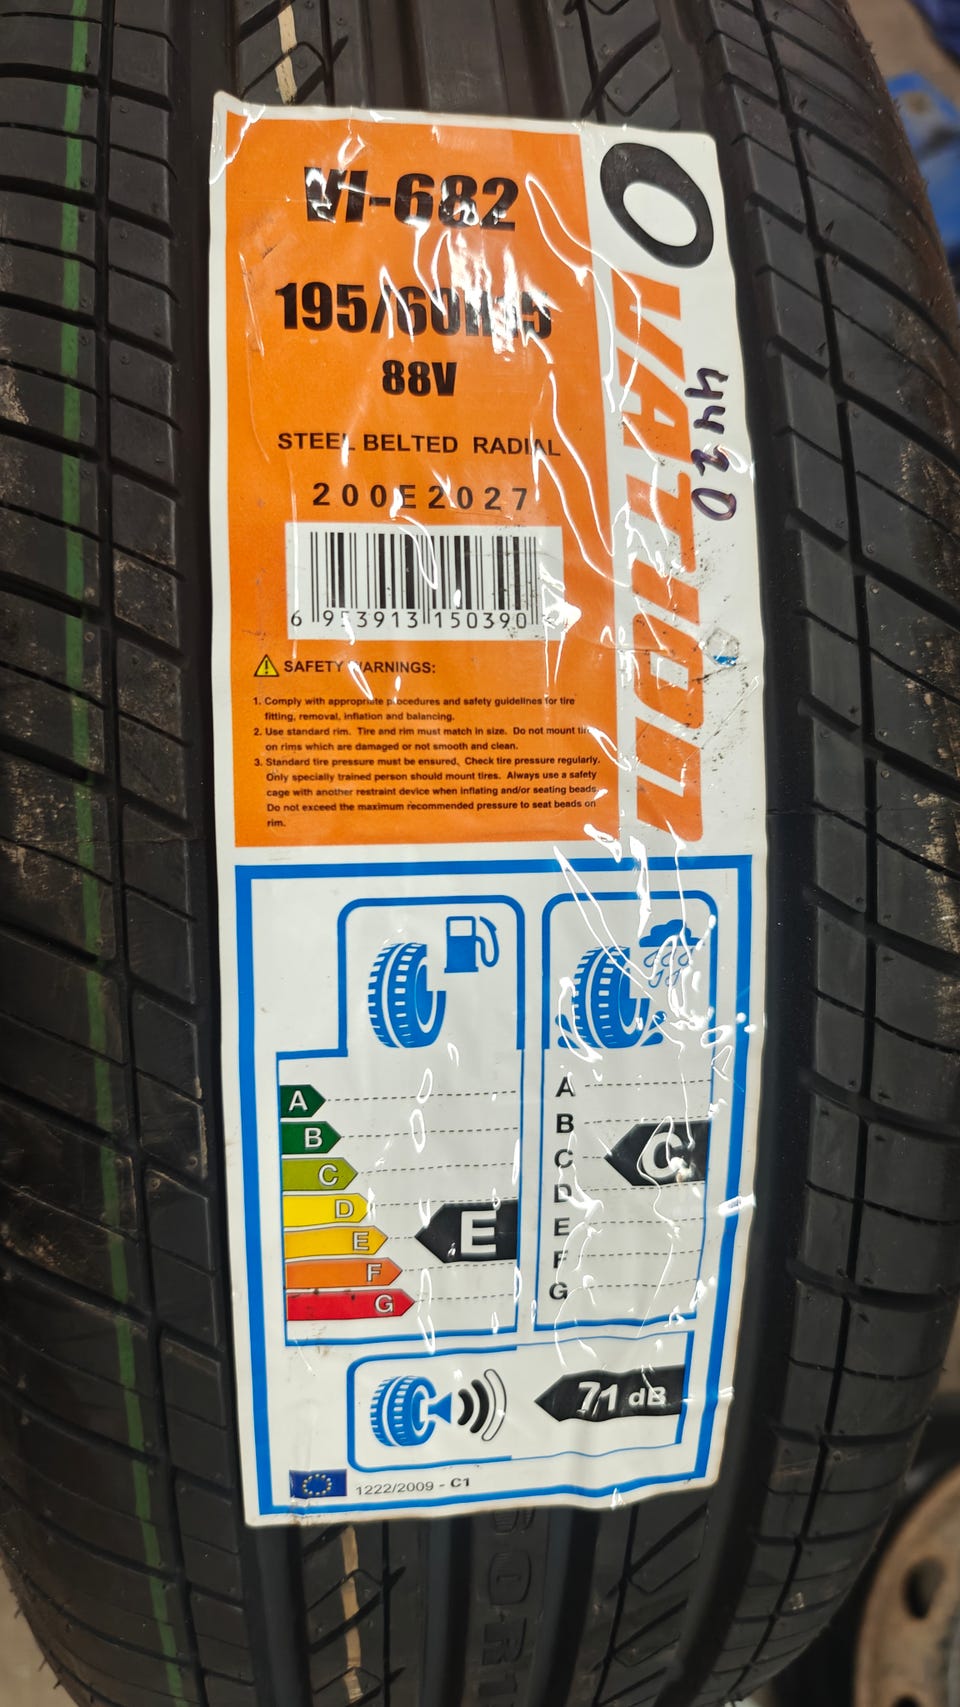 VI-682
195/60R15
88V
STEEL BELTED RADIAL
200E2027
6 953913 150390
SAFETY WARNINGS:
1. Comply with appropriate procedures and safety guidelines for tire
fitting, removal, inflation and balancing.
2. Use standard rim. Tire and rim must match in size. Do not mount tire
on rims which are damaged or not smooth and clean.
3. Standard tire pressure must be ensured. Check tire pressure regularly.
Only specially trained person should mount tires. Always use a safety
cage with another restraint device when inflating and/or seating beads.
Do not exceed the maximum recommended pressure to seat beads on
rim.
OVATION
4420
A
B
C
D
E
F
G
E
A
B
C
D
E
F
G
C
71 dB
1222/2009 - C1